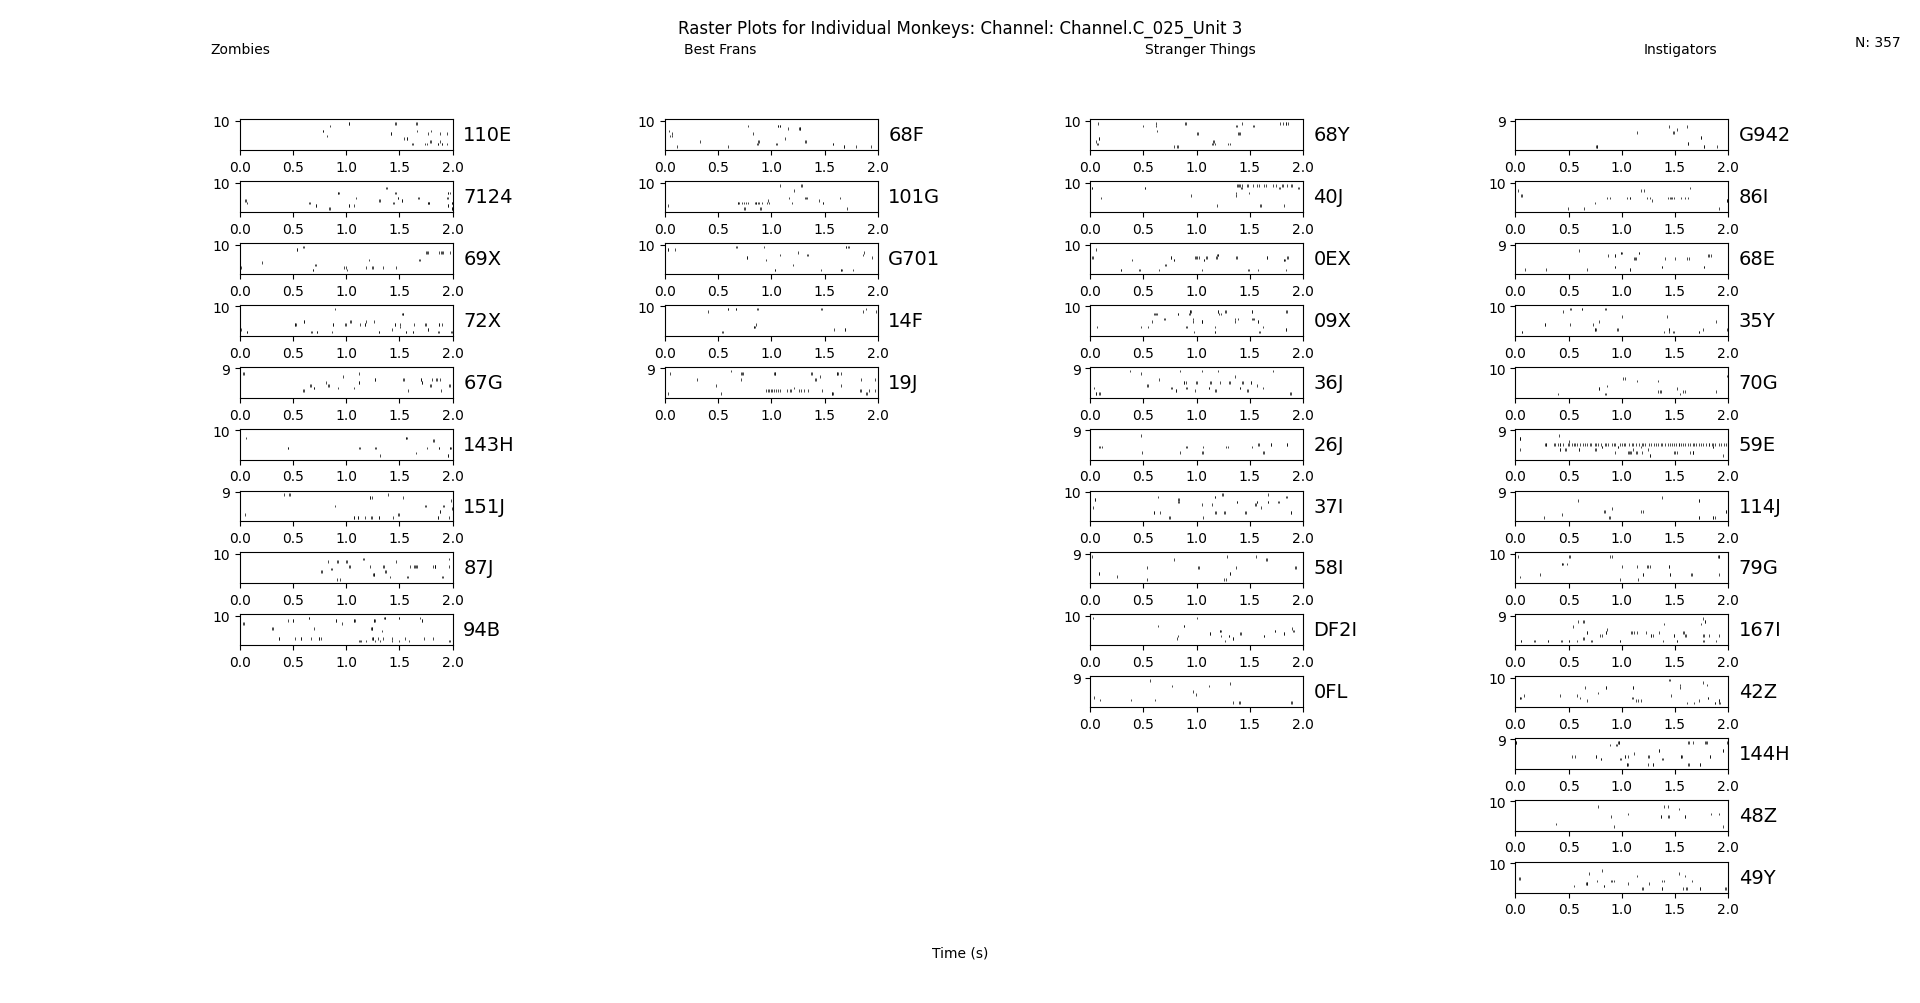 Raster Plots for Individual Monkeys: Channel: Channel.C_025_Unit 3
N: 357
Zombies Best Frans Stranger Things Instigators
10 110E 10 68F 10 68Y 9 G942
0.0 0.5 1.0 1.5 2.0 0.0 0.5 1.0 1.5 2.0 0.0 0.5 1.0 1.5 2.0 0.0 0.5 1.0 1.5 2.0
10 7124 10 101G 10 40J 10 86I
0.0 0.5 1.0 1.5 2.0 0.0 0.5 1.0 1.5 2.0 0.0 0.5 1.0 1.5 2.0 0.0 0.5 1.0 1.5 2.0
10 69X 10 G701 10 0EX 9 68E
0.0 0.5 1.0 1.5 2.0 0.0 0.5 1.0 1.5 2.0 0.0 0.5 1.0 1.5 2.0 0.0 0.5 1.0 1.5 2.0
10 72X 10 14F 10 09X 10 35Y
0.0 0.5 1.0 1.5 2.0 0.0 0.5 1.0 1.5 2.0 0.0 0.5 1.0 1.5 2.0 0.0 0.5 1.0 1.5 2.0
9 67G 9 19J 9 36J 10 70G
0.0 0.5 1.0 1.5 2.0 0.0 0.5 1.0 1.5 2.0 0.0 0.5 1.0 1.5 2.0 0.0 0.5 1.0 1.5 2.0
10 143H 9 26J 9 59E
0.0 0.5 1.0 1.5 2.0 0.0 0.5 1.0 1.5 2.0 0.0 0.5 1.0 1.5 2.0
9 151J 10 37I 9 114J
0.0 0.5 1.0 1.5 2.0 0.0 0.5 1.0 1.5 2.0 0.0 0.5 1.0 1.5 2.0
10 87J 9 58I 10 79G
0.0 0.5 1.0 1.5 2.0 0.0 0.5 1.0 1.5 2.0 0.0 0.5 1.0 1.5 2.0
10 94B 10 DF2I 9 167I
0.0 0.5 1.0 1.5 2.0 0.0 0.5 1.0 1.5 2.0 0.0 0.5 1.0 1.5 2.0
9 0FL 10 42Z
0.0 0.5 1.0 1.5 2.0 0.0 0.5 1.0 1.5 2.0
9 144H
0.0 0.5 1.0 1.5 2.0
10 48Z
0.0 0.5 1.0 1.5 2.0
10 49Y
0.0 0.5 1.0 1.5 2.0
Time (s)